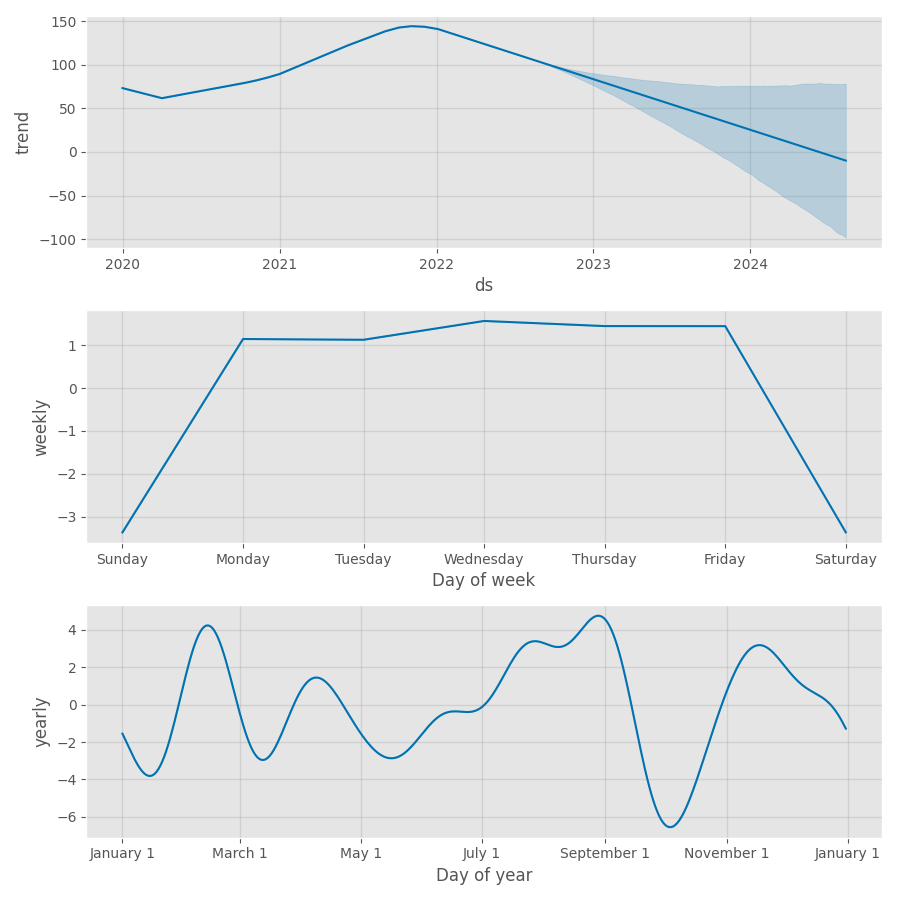 150
100
50
0
−50
−100
trend
2020 2021 2022 2023 2024
ds
1
0
−1
−2
−3
weekly
Sunday Monday Tuesday Wednesday Thursday Friday Saturday
Day of week
4
2
0
−2
−4
−6
yearly
January 1 March 1 May 1 July 1 September 1 November 1 January 1
Day of year